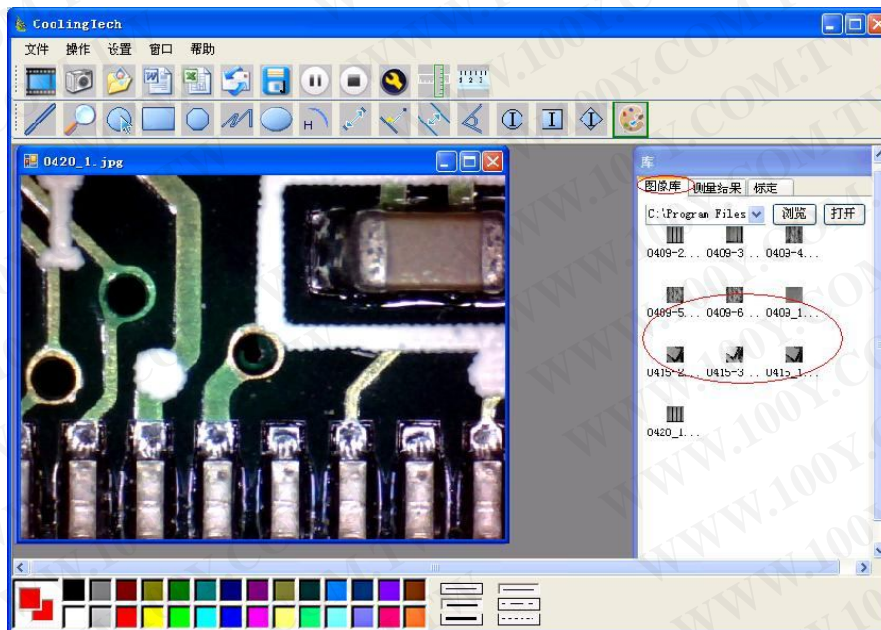 CoolingTech
文件 操作 设置 窗口 帮助
H
0420_1.jpg
库
图像库 测量结果 标定
C:\Program Files 浏览 打开
0409-2... 0409-3 ... 0409-4...
0409-5... 0409-6 ... 0409_1...
0415-2... 0415-3 ... 0415_1...
0420_1...
WWW.100Y.COM.TW